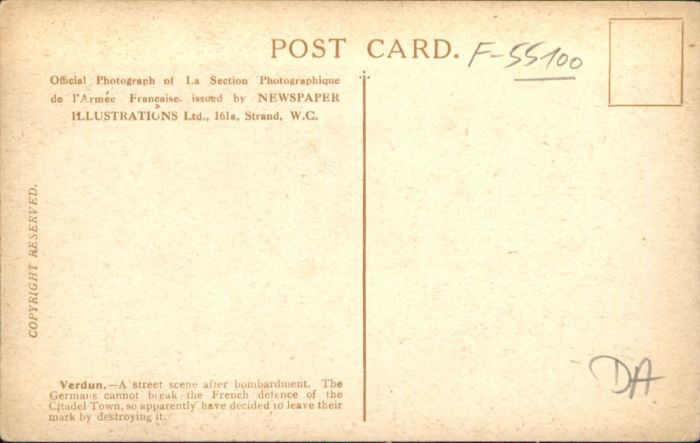 POST CARD.
F-55100
Official Photograph of La Section Photographique
de l'Armée Française. issued by NEWSPAPER
ILLUSTRATIONS Ltd., 161a, Strand, W.C.
COPYRIGHT RESERVED.
Verdun.—A street scene after bombardment. The
Germans cannot break the French defence of the
Citadel Town, so apparently have decided to leave their
mark by destroying it.
DA